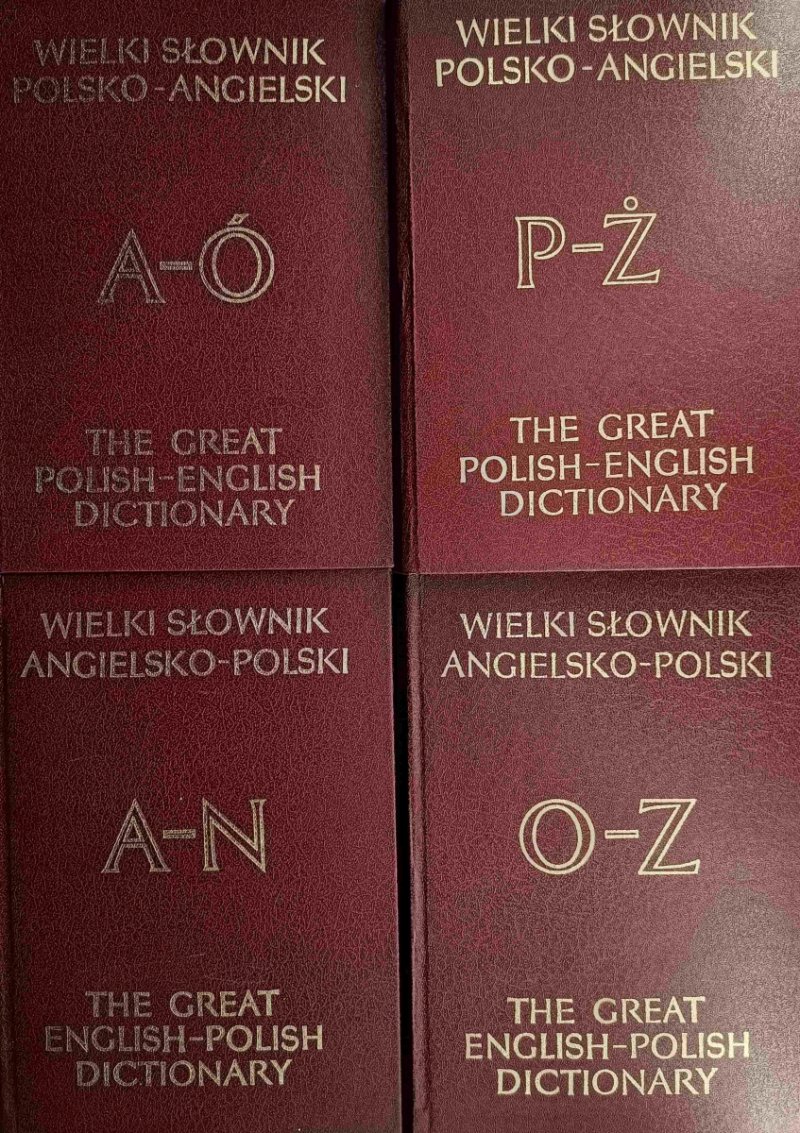 WIELKI SŁOWNIK
POLSKO-ANGIELSKI
A-Ó
THE GREAT
POLISH-ENGLISH
DICTIONARY
WIELKI SŁOWNIK
POLSKO-ANGIELSKI
P-Ż
THE GREAT
POLISH-ENGLISH
DICTIONARY
WIELKI SŁOWNIK
ANGIELSKO-POLSKI
A-N
THE GREAT
ENGLISH-POLISH
DICTIONARY
WIELKI SŁOWNIK
ANGIELSKO-POLSKI
O-Z
THE GREAT
ENGLISH-POLISH
DICTIONARY